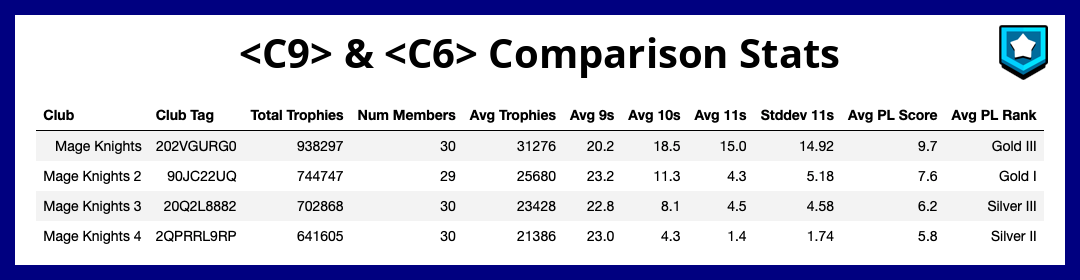 <C9> & <C6> Comparison Stats
Club Club Tag Total Trophies Num Members Avg Trophies Avg 9s Avg 10s Avg 11s Stddev 11s Avg PL Score Avg PL Rank
Mage Knights 202VGURG0 938297 30 31276 20.2 18.5 15.0 14.92 9.7 Gold III
Mage Knights 2 90JC22UQ 744747 29 25680 23.2 11.3 4.3 5.18 7.6 Gold I
Mage Knights 3 20Q2L8882 702868 30 23428 22.8 8.1 4.5 4.58 6.2 Silver III
Mage Knights 4 2QPRRL9RP 641605 30 21386 23.0 4.3 1.4 1.74 5.8 Silver II